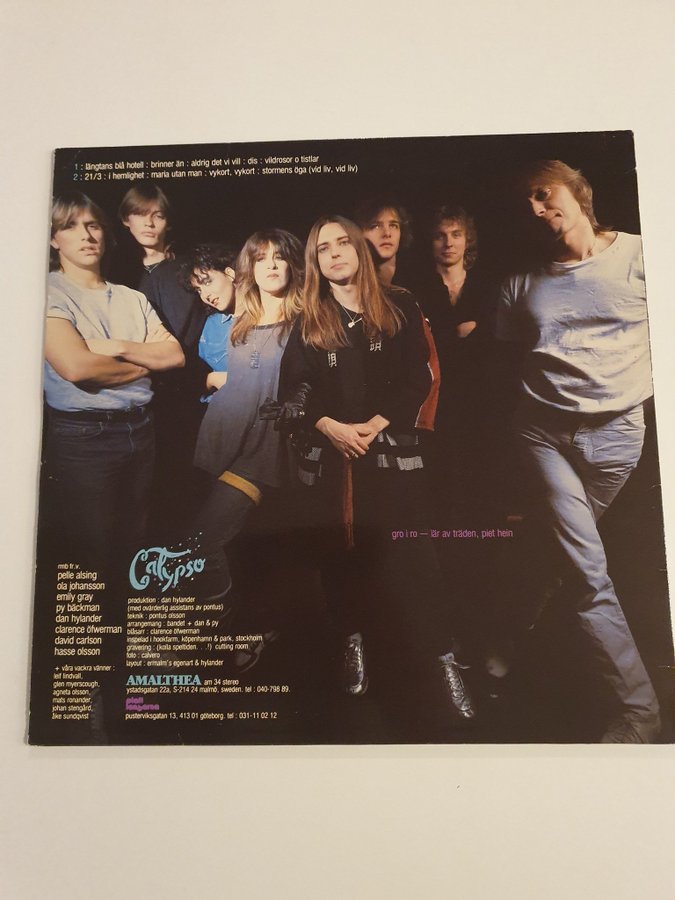 1 : längtans blå hotell : brinner än : aldrig det vi vill : dis : vildrosor o tistlar
2 : 21/3 : i hemlighet : maria utan man : vykort, vykort : stormens öga (vid liv, vid liv)
gro i ro — lär av träden, piet hein
rmb fr.v.
pelle alsing
ola johansson
emily gray
py bäckman
dan hylander
clarence öfwerman
david carlson
hasse olsson
+ våra vackra vänner :
leif lindvall,
glen myerscough,
agneta olsson,
mats ronander,
johan stengård,
åke sundqvist
Calypso
produktion : dan hylander
(med ovärderlig assistans av pontus)
teknik : pontus olsson
arrangemang : bandet + dan & py
blåsarr : clarence öfwerman
inspelad i hookfarm, köpenhamn & park, stockholm
gravering : (kolla speltiden. . .!) cutting room
foto : calvero
layout : ermalm's egenart & hylander
AMALTHEA am 34 stereo
ystadsgatan 22a, S-214 24 malmö, sweden. tel : 040-798 89.
plattlangarna
pusterviksgatan 13, 413 01 göteborg. tel : 031-11 02 12